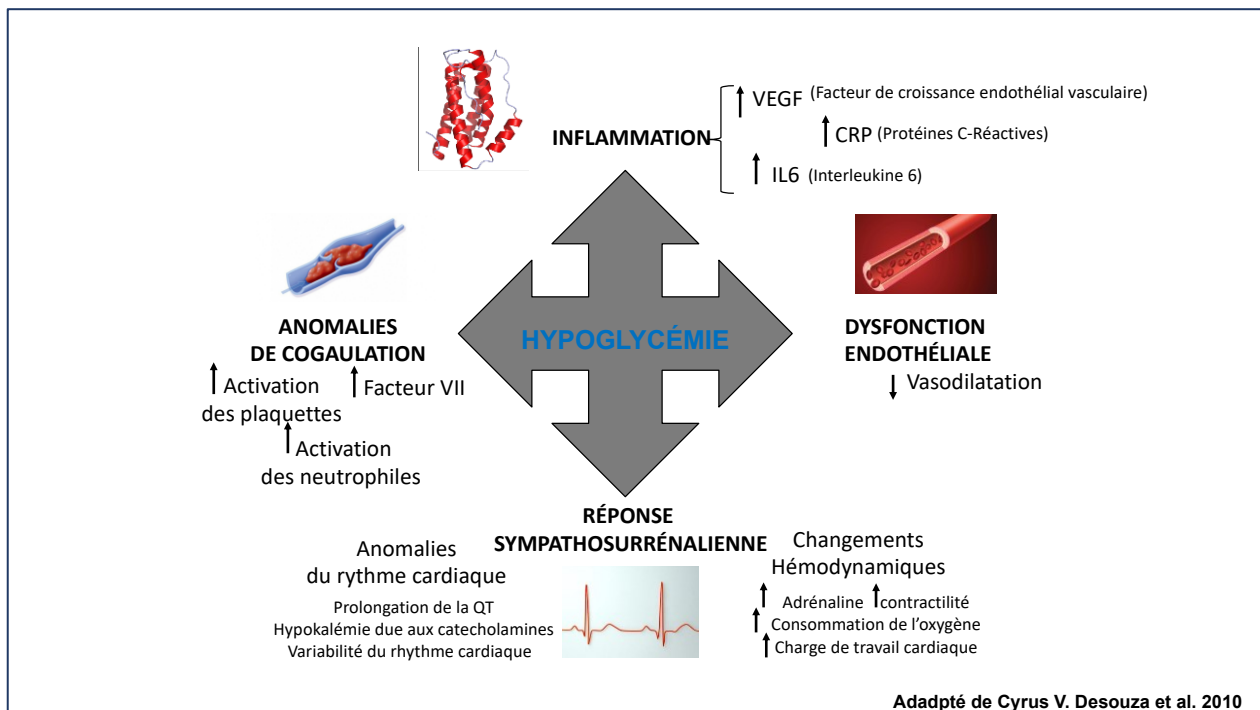 VEGF (Facteur de croissance endothélial vasculaire)
INFLAMMATION
CRP (Protéines C-Réactives)
IL6 (Interleukine 6)
HYPOGLYCÉMIE
ANOMALIES
DE COGAULATION
Activation
des plaquettes
Facteur VII
Activation
des neutrophiles
DYSFONCTION
ENDOTHÉLIALE
Vasodilatation
RÉPONSE
SYMPATHOSURRÉNALIENNE
Anomalies
du rythme cardiaque
Prolongation de la QT
Hypokalémie due aux catecholamines
Variabilité du rhythme cardiaque
Changements
Hémodynamiques
Adrénaline contractilité
Consommation de l'oxygène
Charge de travail cardiaque
Adadpté de Cyrus V. Desouza et al. 2010